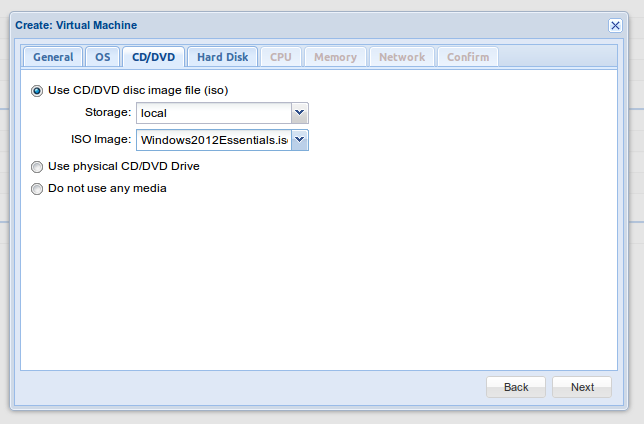 Create: Virtual Machine
General OS CD/DVD Hard Disk CPU Memory Network Confirm
Use CD/DVD disc image file (iso)
Storage: local
ISO Image: Windows2012Essentials.is
Use physical CD/DVD Drive
Do not use any media
Back Next